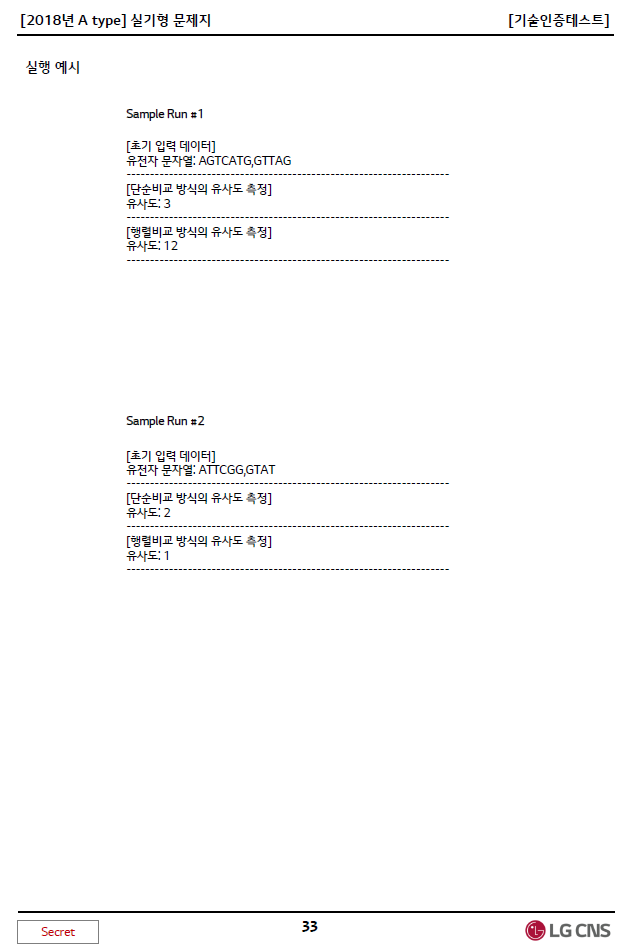 [2018년 A type] 실기형 문제지 [기술인증테스트]
실행 예시
Sample Run #1
[초기 입력 데이터]
유전자 문자열: AGTCATG,GTTAG
----------------------------------------------------------------------
[단순비교 방식의 유사도 측정]
유사도: 3
----------------------------------------------------------------------
[행렬비교 방식의 유사도 측정]
유사도: 12
----------------------------------------------------------------------
Sample Run #2
[초기 입력 데이터]
유전자 문자열: ATTCGG,GTAT
----------------------------------------------------------------------
[단순비교 방식의 유사도 측정]
유사도: 2
----------------------------------------------------------------------
[행렬비교 방식의 유사도 측정]
유사도: 1
----------------------------------------------------------------------
Secret 33 LG CNS